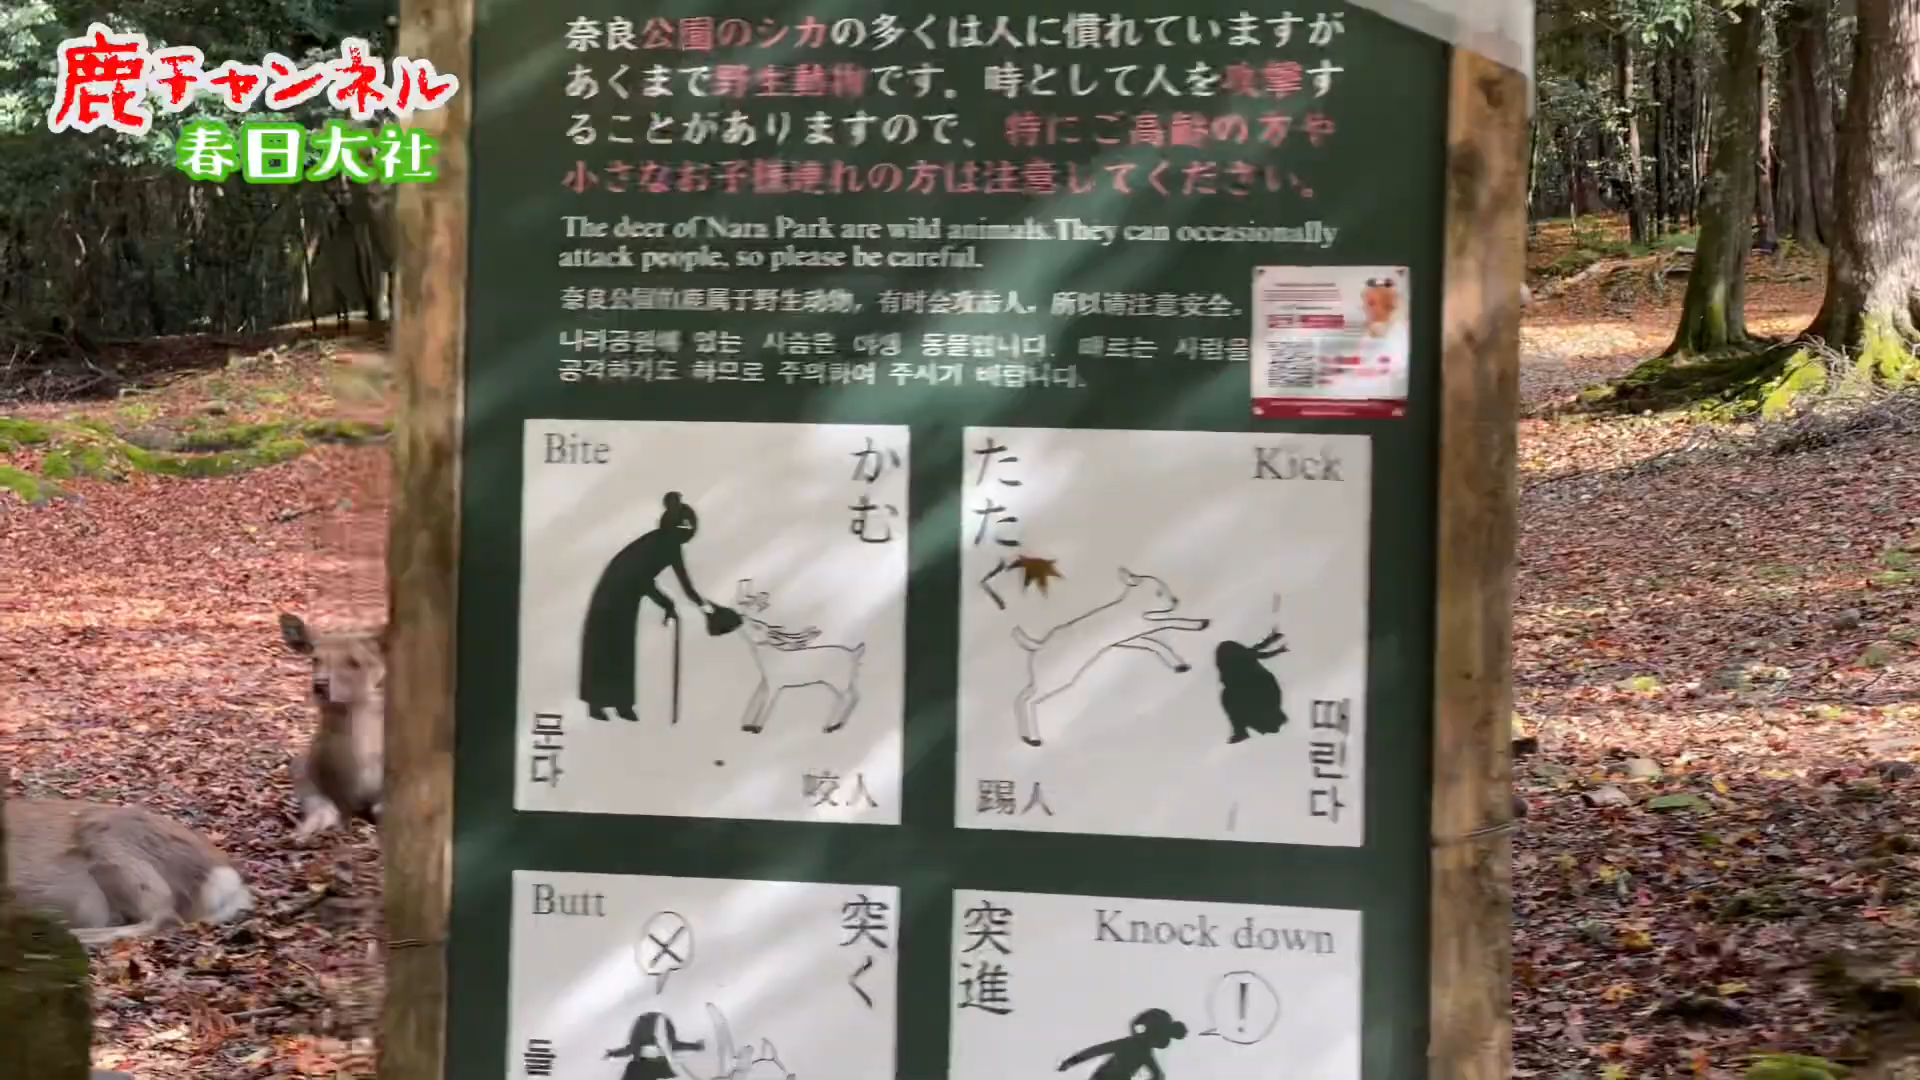 鹿チャンネル
春日大社
奈良公園のシカの多くは人に慣れていますが
あくまで野生動物です。時として人を攻撃す
ることがありますので、特にご高齢の方や
小さなお子様連れの方は注意してください。
The deer of Nara Park are wild animals.They can occasionally
attack people, so please be careful.
奈良公园的鹿属于野生动物，有时会攻击人，所以请注意安全。
나라공원에 있는 사슴은 야생 동물입니다. 때로는 사람을
공격하기도 하므로 주의하여 주시기 바랍니다.
Bite
かむ
문다
咬人
たたく
Kick
踢人
때린다
Butt
突く
突進
Knock down
!